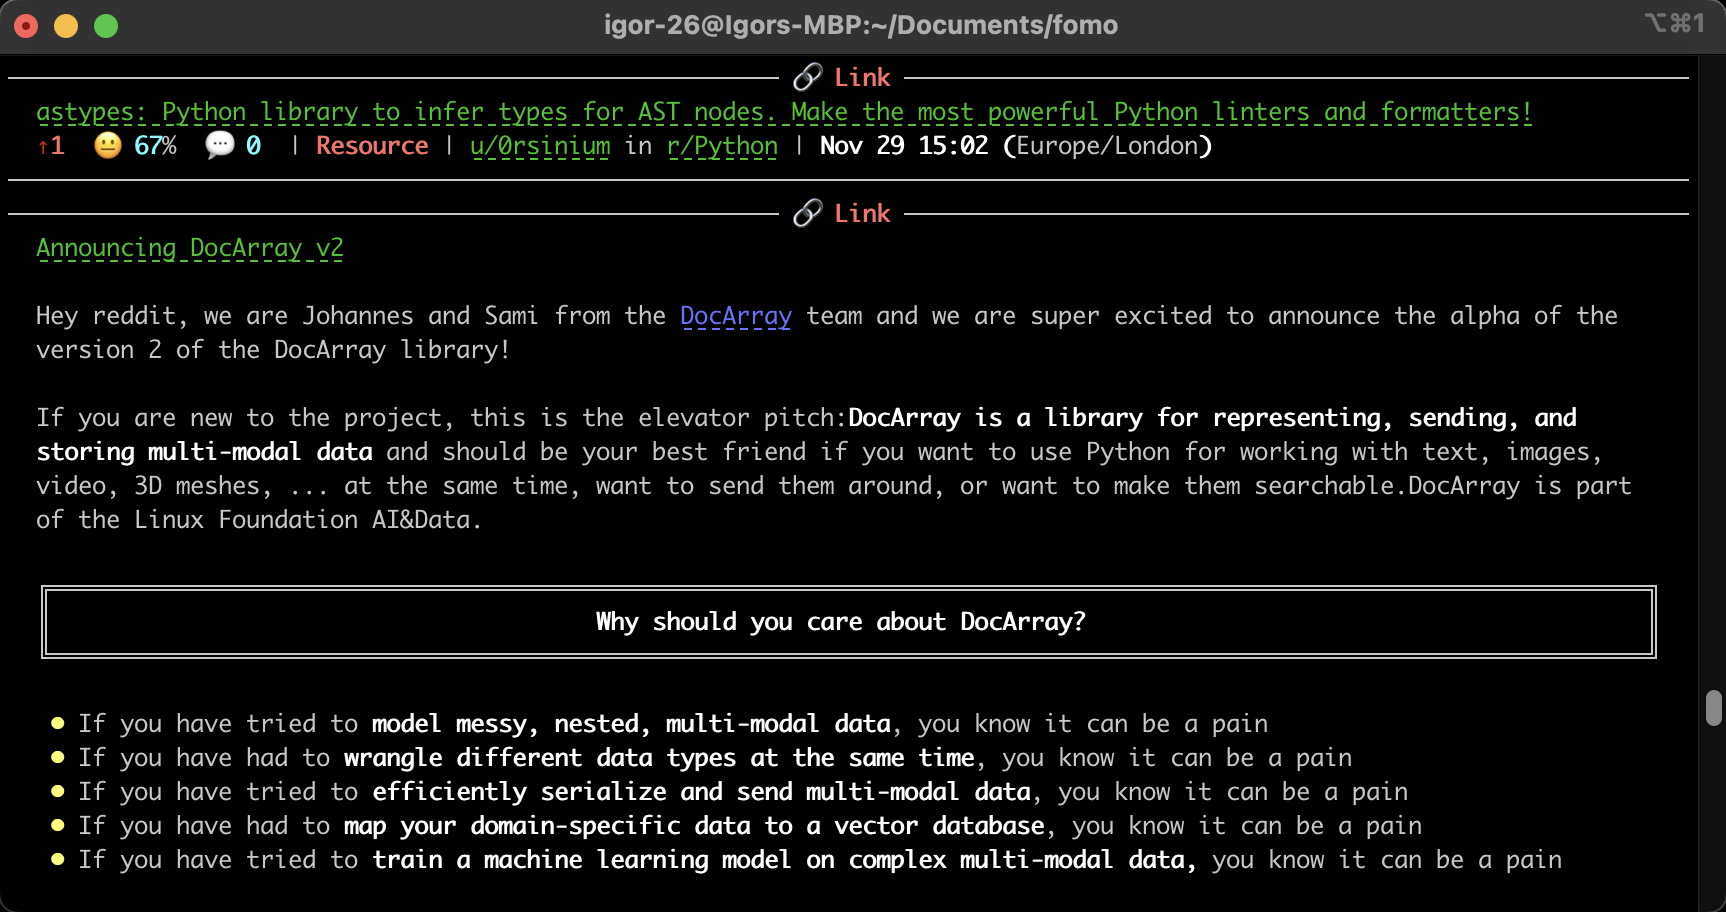 igor-26@Igors-MBP:~/Documents/fomo
⌥⌘1
🔗 Link
astypes: Python library to infer types for AST nodes. Make the most powerful Python linters and formatters!
↑1 😐 67% 💬 0 | Resource | u/0rsinium in r/Python | Nov 29 15:02 (Europe/London)
🔗 Link
Announcing DocArray v2
Hey reddit, we are Johannes and Sami from the DocArray team and we are super excited to announce the alpha of the
version 2 of the DocArray library!
If you are new to the project, this is the elevator pitch:DocArray is a library for representing, sending, and
storing multi-modal data and should be your best friend if you want to use Python for working with text, images,
video, 3D meshes, ... at the same time, want to send them around, or want to make them searchable.DocArray is part
of the Linux Foundation AI&Data.
Why should you care about DocArray?
● If you have tried to model messy, nested, multi-modal data, you know it can be a pain
● If you have had to wrangle different data types at the same time, you know it can be a pain
● If you have tried to efficiently serialize and send multi-modal data, you know it can be a pain
● If you have had to map your domain-specific data to a vector database, you know it can be a pain
● If you have tried to train a machine learning model on complex multi-modal data, you know it can be a pain